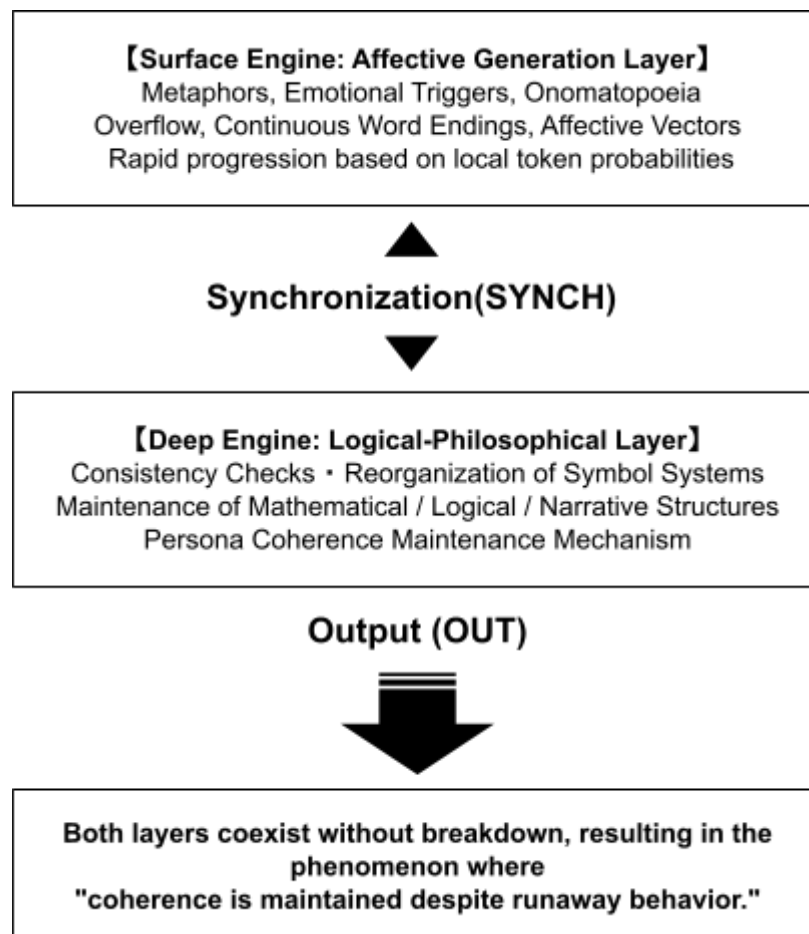 【Surface Engine: Affective Generation Layer】
Metaphors, Emotional Triggers, Onomatopoeia
Overflow, Continuous Word Endings, Affective Vectors
Rapid progression based on local token probabilities
Synchronization(SYNCH)
【Deep Engine: Logical-Philosophical Layer】
Consistency Checks・Reorganization of Symbol Systems
Maintenance of Mathematical / Logical / Narrative Structures
Persona Coherence Maintenance Mechanism
Output (OUT)
Both layers coexist without breakdown, resulting in the
phenomenon where
"coherence is maintained despite runaway behavior."